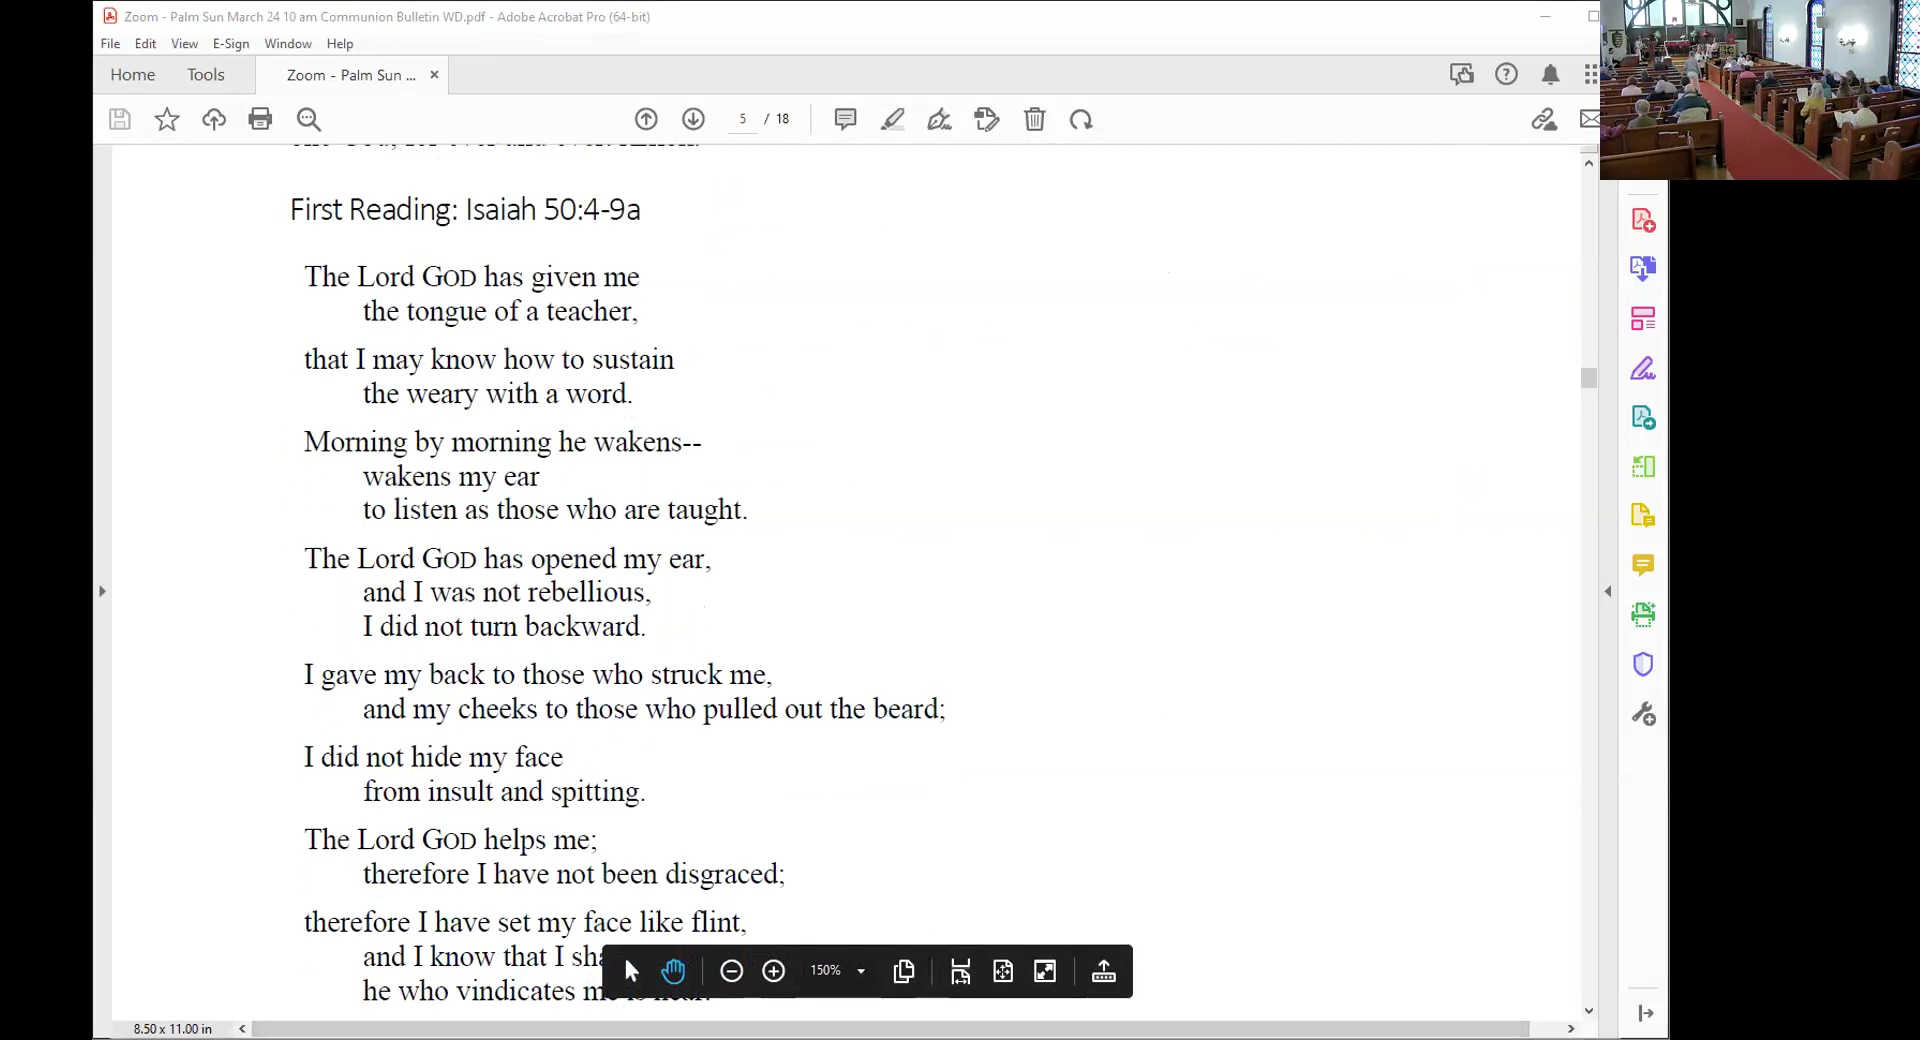 Zoom - Palm Sun March 24 10 am Communion Bulletin WD.pdf - Adobe Acrobat Pro (64-bit)
File Edit View E-Sign Window Help
Home Tools Zoom - Palm Sun ... ×
5 / 18
First Reading: Isaiah 50:4-9a
The Lord GOD has given me
the tongue of a teacher,
that I may know how to sustain
the weary with a word.
Morning by morning he wakens--
wakens my ear
to listen as those who are taught.
The Lord GOD has opened my ear,
and I was not rebellious,
I did not turn backward.
I gave my back to those who struck me,
and my cheeks to those who pulled out the beard;
I did not hide my face
from insult and spitting.
The Lord GOD helps me;
therefore I have not been disgraced;
therefore I have set my face like flint,
and I know that I
he who vindicates
150%
8.50 x 11.00 in